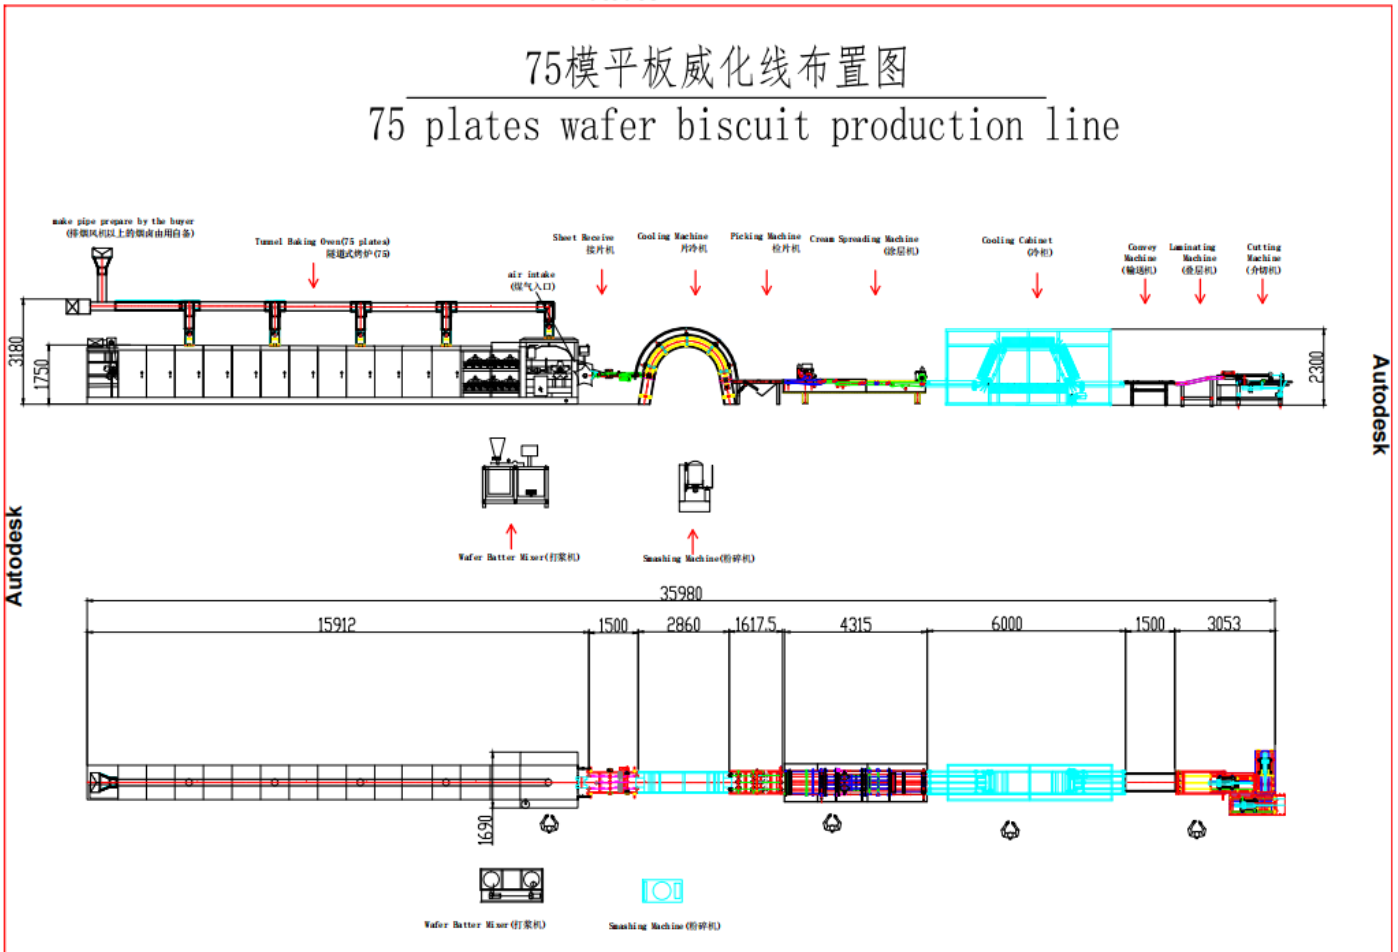 75模平板威化线布置图
75 plates wafer biscuit production line
make pipe prepare by the buyer
(排烟风机以上的烟卤由用自备)
Tunnel Baking Oven(75 plates)
隧道式烤炉(75)
air intake
(煤气入口)
Sheet Receive
接片机
Cooling Machine
片冷机
Picking Machine
检片机
Cream Spreading Machine
(涂层机)
Cooling Cabinet
(冷柜)
Convey
Machine
(输送机)
Laminating
Machine
(叠层机)
Cutting
Machine
(介切机)
3180
1750
2300
Autodesk
Autodesk
Wafer Batter Mixer(打浆机)
Smashing Machine(粉碎机)
35980
15912
1500
2860
1617.5
4315
6000
1500
3053
1690
Wafer Batter Mixer(打浆机)
Smashing Machine(粉碎机)